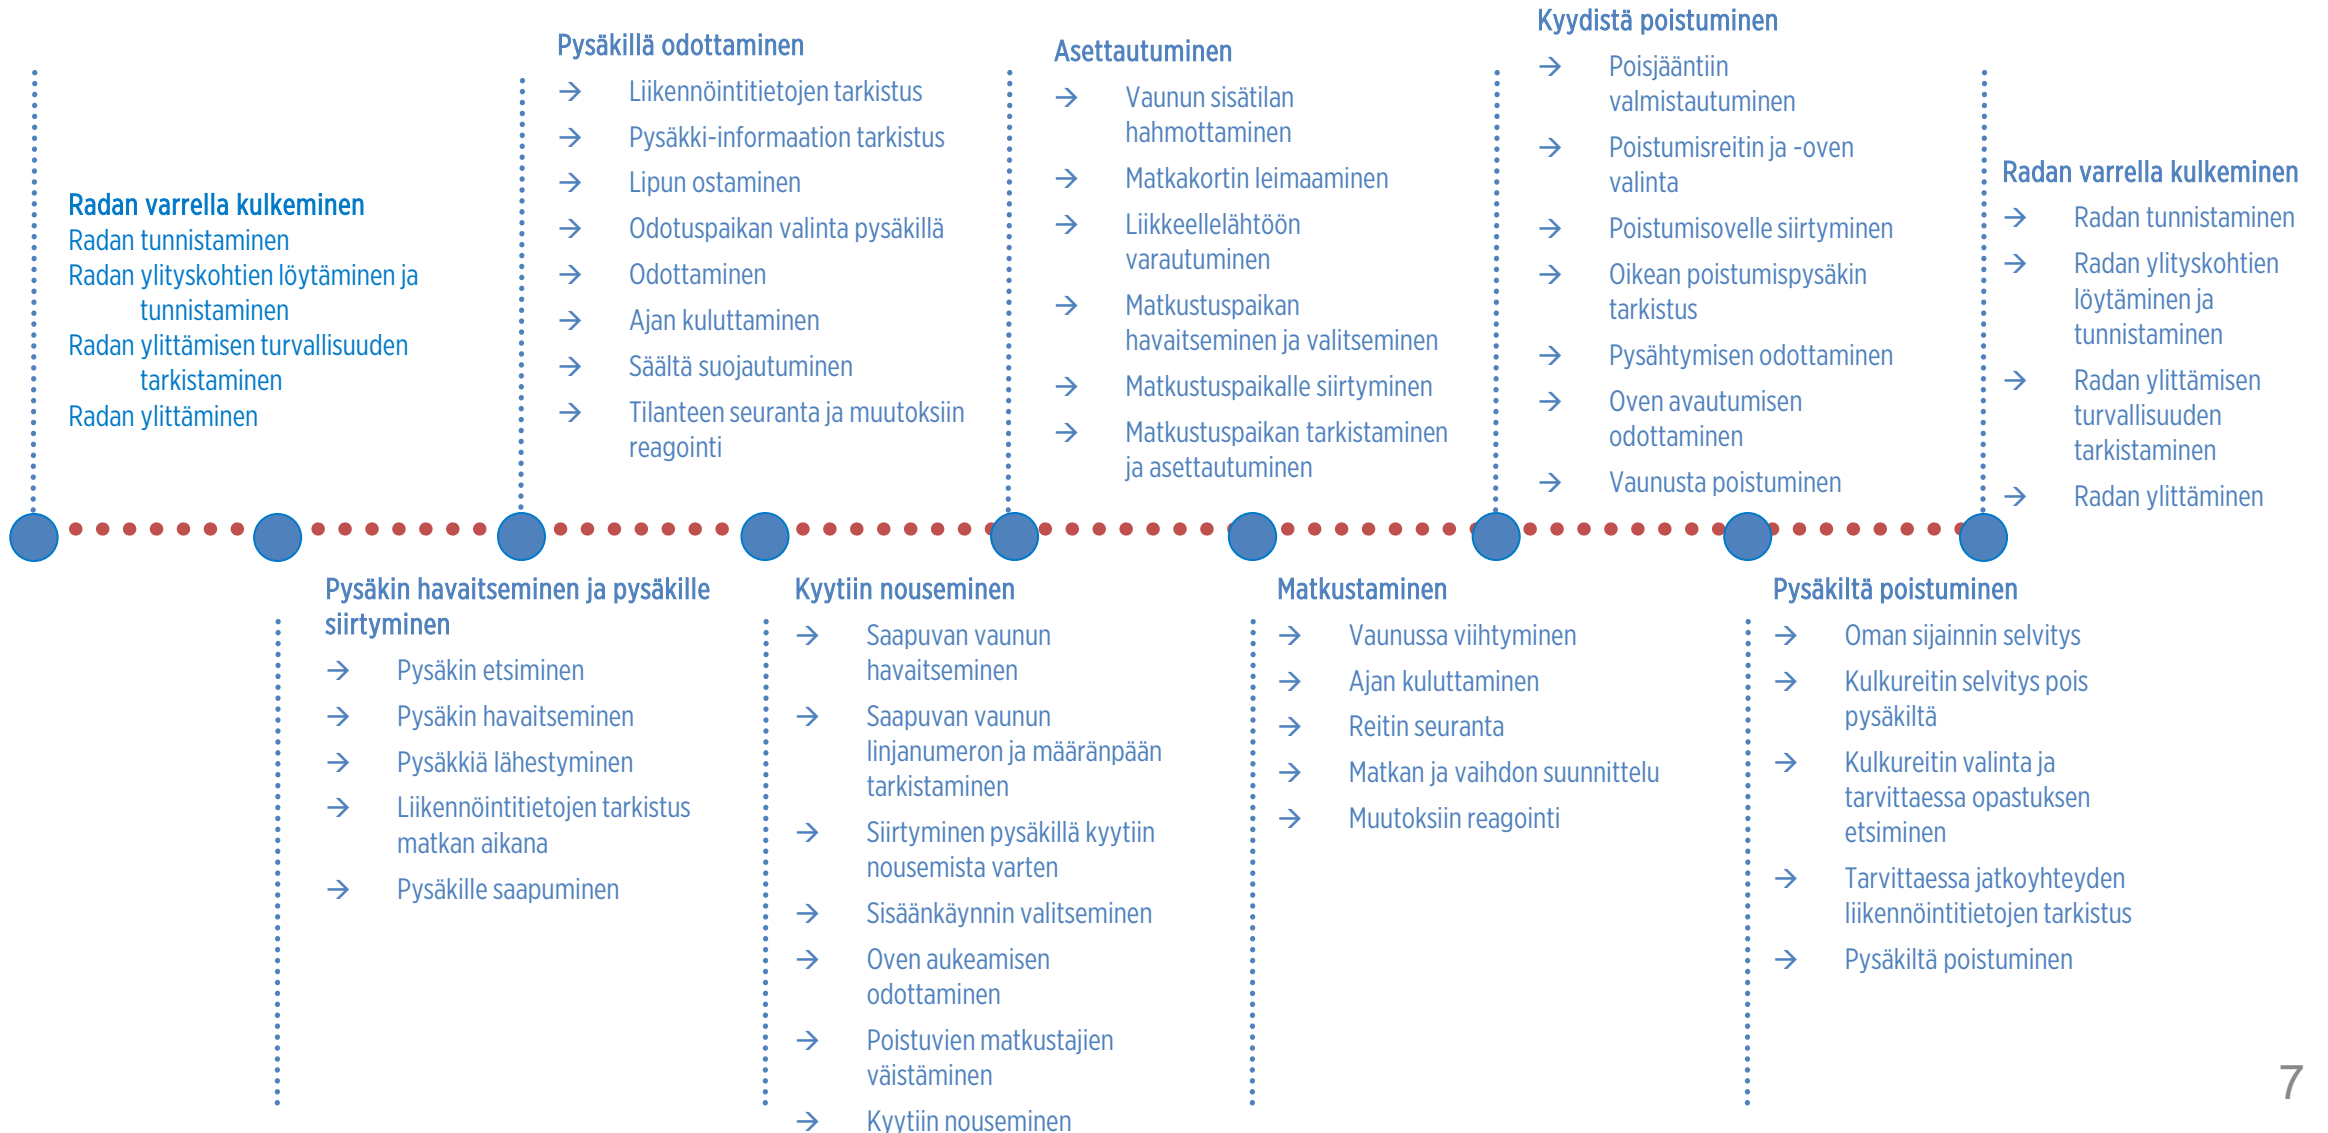 Radan varrella kulkeminen
Radan tunnistaminen
Radan ylityskohtien löytäminen ja
tunnistaminen
Radan ylittämisen turvallisuuden
tarkistaminen
Radan ylittäminen
Pysäkin havaitseminen ja pysäkille
siirtyminen
→ Pysäkin etsiminen
→ Pysäkin havaitseminen
→ Pysäkkiä lähestyminen
→ Liikennöintitietojen tarkistus
matkan aikana
→ Pysäkille saapuminen
Pysäkillä odottaminen
→ Liikennöintitietojen tarkistus
→ Pysäkki-informaation tarkistus
→ Lipun ostaminen
→ Odotuspaikan valinta pysäkillä
→ Odottaminen
→ Ajan kuluttaminen
→ Säältä suojautuminen
→ Tilanteen seuranta ja muutoksiin
reagointi
Kyytiin nouseminen
→ Saapuvan vaunun
havaitseminen
→ Saapuvan vaunun
linjanumeron ja määränpään
tarkistaminen
→ Siirtyminen pysäkillä kyytiin
nousemista varten
→ Sisäänkäynnin valitseminen
→ Oven aukeamisen
odottaminen
→ Poistuvien matkustajien
väistäminen
→ Kyytiin nouseminen
Asettautuminen
→ Vaunun sisätilan
hahmottaminen
→ Matkakortin leimaaminen
→ Liikkeellelähtöön
varautuminen
→ Matkustuspaikan
havaitseminen ja valitseminen
→ Matkustuspaikalle siirtyminen
→ Matkustuspaikan tarkistaminen
ja asettautuminen
Matkustaminen
→ Vaunussa viihtyminen
→ Ajan kuluttaminen
→ Reitin seuranta
→ Matkan ja vaihdon suunnittelu
→ Muutoksiin reagointi
Kyydistä poistuminen
→ Poisjääntiin
valmistautuminen
→ Poistumisreitin ja -oven
valinta
→ Poistumisovelle siirtyminen
→ Oikean poistumispysäkin
tarkistus
→ Pysähtymisen odottaminen
→ Oven avautumisen
odottaminen
→ Vaunusta poistuminen
Pysäkiltä poistuminen
→ Oman sijainnin selvitys
→ Kulkureitin selvitys pois
pysäkiltä
→ Kulkureitin valinta ja
tarvittaessa opastuksen
etsiminen
→ Tarvittaessa jatkoyhteyden
liikennöintitietojen tarkistus
→ Pysäkiltä poistuminen
Radan varrella kulkeminen
→ Radan tunnistaminen
→ Radan ylityskohtien
löytäminen ja
tunnistaminen
→ Radan ylittämisen
turvallisuuden
tarkistaminen
→ Radan ylittäminen
7